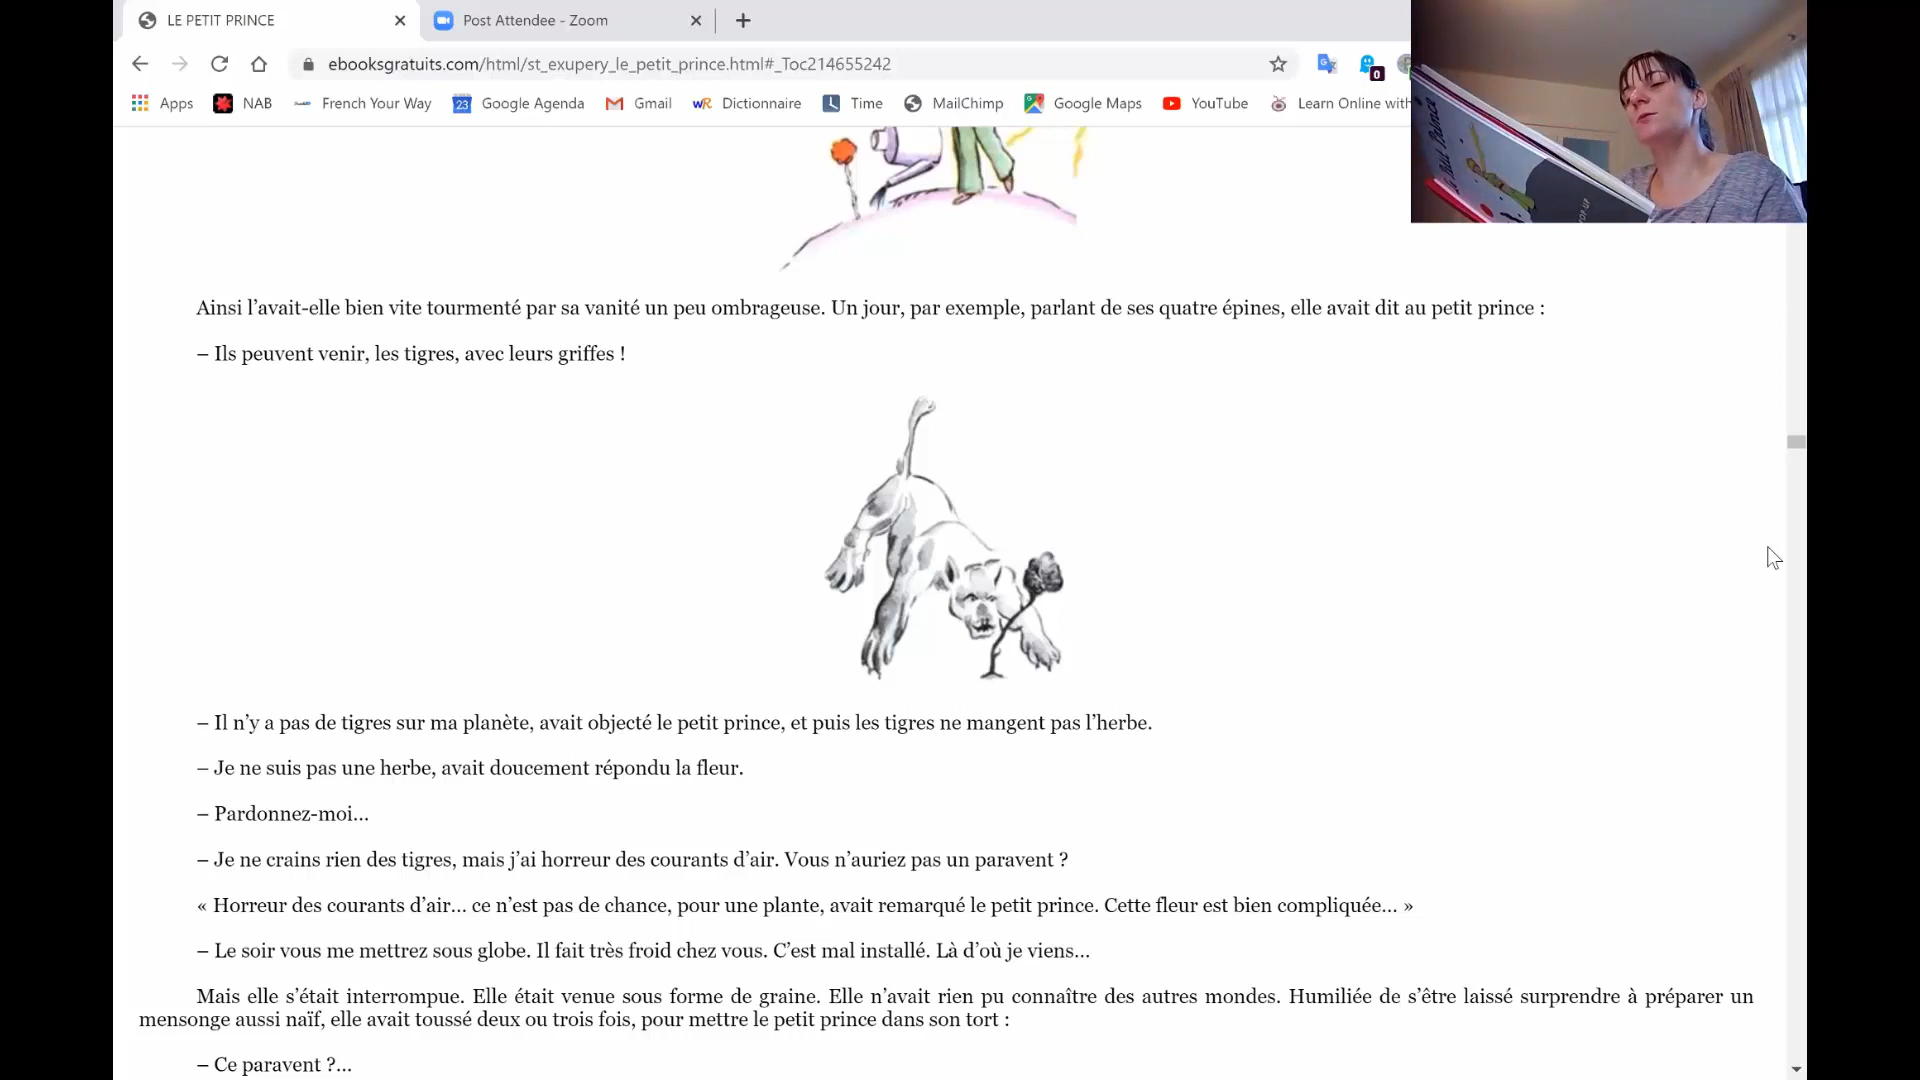 LE PETIT PRINCE
Post Attendee - Zoom
ebooksgratuits.com/html/st_exupery_le_petit_prince.html#_Toc214655242
0
Apps
NAB
French Your Way
23
Google Agenda
Gmail
WR
Dictionnaire
Time
MailChimp
Google Maps
YouTube
Learn Online with
Le Petit Prince
POP-UP
Ainsi l’avait-elle bien vite tourmenté par sa vanité un peu ombrageuse. Un jour, par exemple, parlant de ses quatre épines, elle avait dit au petit prince :
– Ils peuvent venir, les tigres, avec leurs griffes !
– Il n’y a pas de tigres sur ma planète, avait objecté le petit prince, et puis les tigres ne mangent pas l’herbe.
– Je ne suis pas une herbe, avait doucement répondu la fleur.
– Pardonnez-moi…
– Je ne crains rien des tigres, mais j’ai horreur des courants d’air. Vous n’auriez pas un paravent ?
« Horreur des courants d’air… ce n’est pas de chance, pour une plante, avait remarqué le petit prince. Cette fleur est bien compliquée… »
– Le soir vous me mettrez sous globe. Il fait très froid chez vous. C’est mal installé. Là d’où je viens…
Mais elle s’était interrompue. Elle était venue sous forme de graine. Elle n’avait rien pu connaître des autres mondes. Humiliée de s’être laissé surprendre à préparer un
mensonge aussi naïf, elle avait toussé deux ou trois fois, pour mettre le petit prince dans son tort :
– Ce paravent ?…